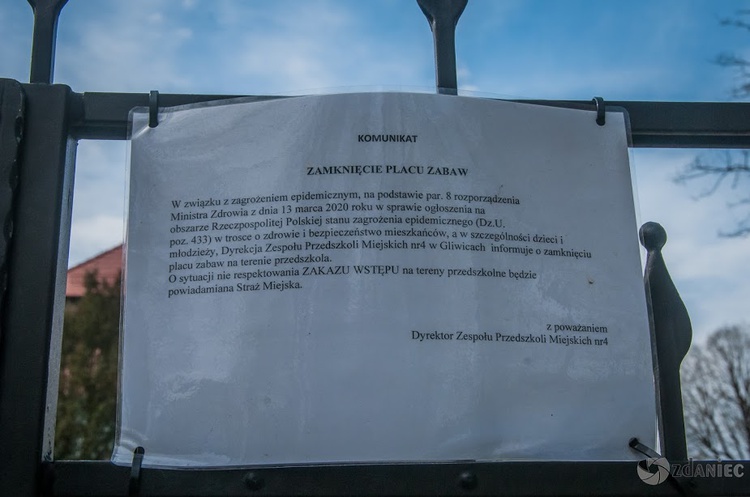 KOMUNIKAT
ZAMKNIĘCIE PLACU ZABAW
W związku z zagrożeniem epidemicznym, na podstawie par. 8 rozporządzenia
Ministra Zdrowia z dnia 13 marca 2020 roku w sprawie ogłoszenia na
obszarze Rzeczpospolitej Polskiej stanu zagrożenia epidemicznego (Dz.U.
poz. 433) w trosce o zdrowie i bezpieczeństwo mieszkańców, a w szczególności dzieci i
młodzieży, Dyrekcja Zespołu Przedszkoli Miejskich nr4 w Gliwicach informuje o zamknięciu
placu zabaw na terenie przedszkola.
O sytuacji nie respektowania ZAKAZU WSTĘPU na tereny przedszkolne będzie
powiadamiana Straż Miejska.
z poważaniem
Dyrektor Zespołu Przedszkoli Miejskich nr4
ZDANIEC